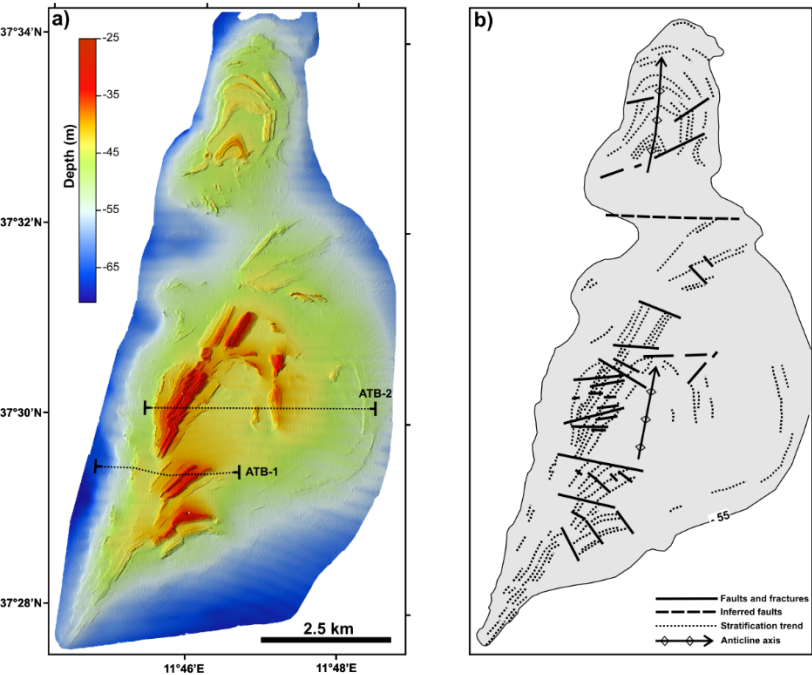 a)
b)
37°34'N
37°32'N
37°30'N
37°28'N
-25
-35
-45
-55
-65
Depth (m)
ATB-2
ATB-1
2.5 km
11°46'E
11°48'E
- 55
Faults and fractures
Inferred faults
Stratification trend
Anticline axis